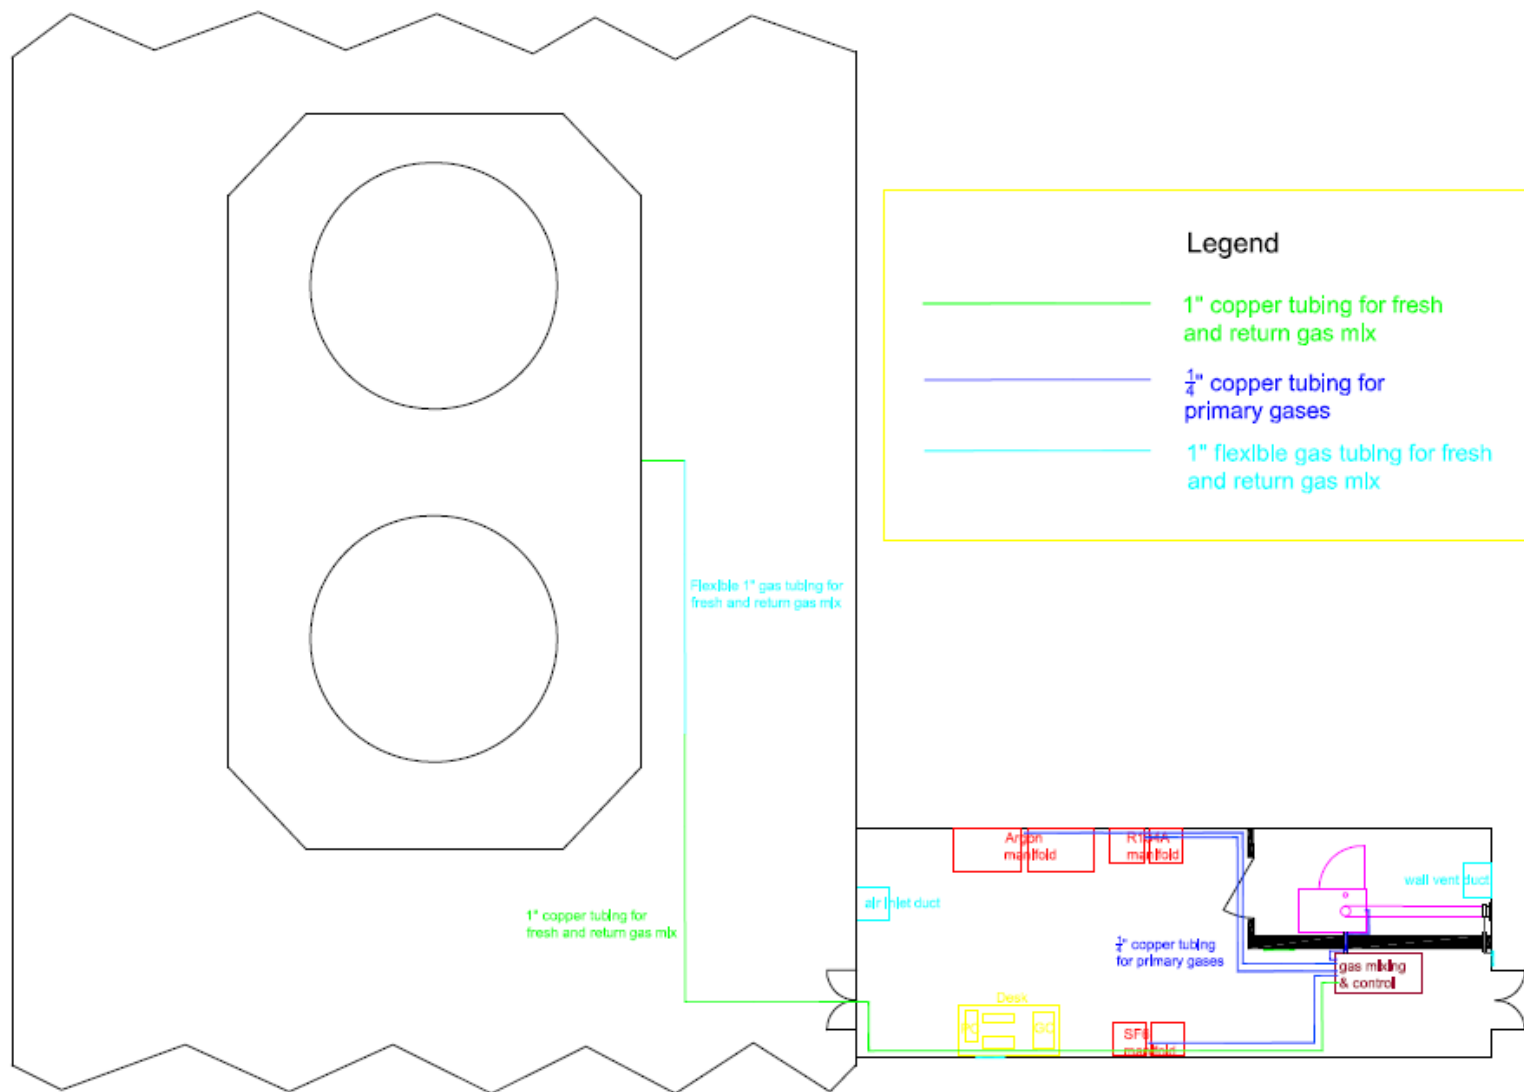 Legend
1" copper tubing for fresh
and return gas mix
1/4" copper tubing for
primary gases
1" flexible gas tubing for fresh
and return gas mix
Flexible 1" gas tubing for
fresh and return gas mix
1" copper tubing for
fresh and return gas mix
Argon
manifold
R134A
manifold
air inlet duct
wall vent duct
1/4" copper tubing
for primary gases
gas mixing
& control
Desk
PC
GC
SF6
manifold